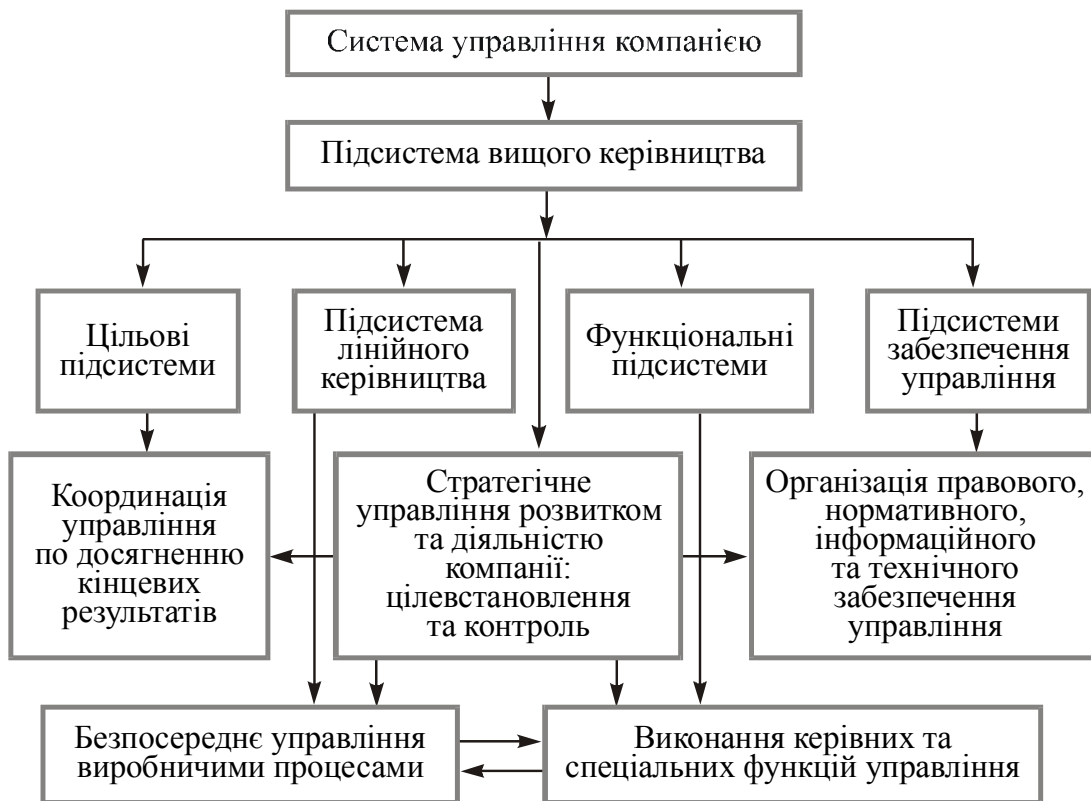 Система управління компанією
Підсистема вищого керівництва
Цільові
підсистеми
Підсистема
лінійного
керівництва
Функціональні
підсистеми
Підсистеми
забезпечення
управління
Координація
управління
по досягненню
кінцевих
результатів
Стратегічне
управління розвитком
та діяльністю
компанії:
цілевстановлення
та контроль
Організація правового,
нормативного,
інформаційного
та технічного
забезпечення
управління
Безпосереднє управління
виробничими процесами
Виконання керівних та
спеціальних функцій управління